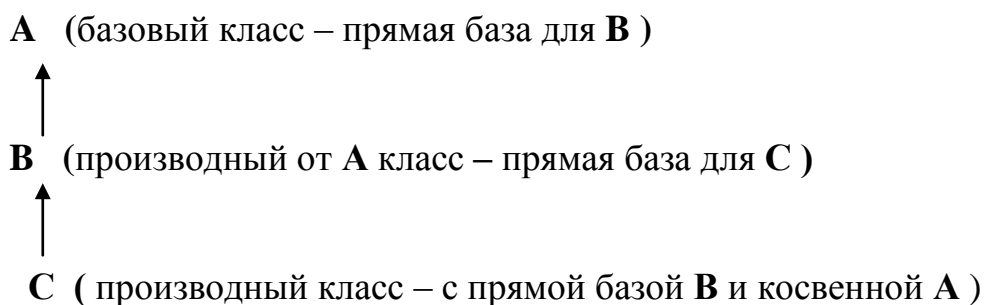 А (базовый класс – прямая база для В )
В (производный от А класс – прямая база для С )
С ( производный класс – с прямой базой В и косвенной А )